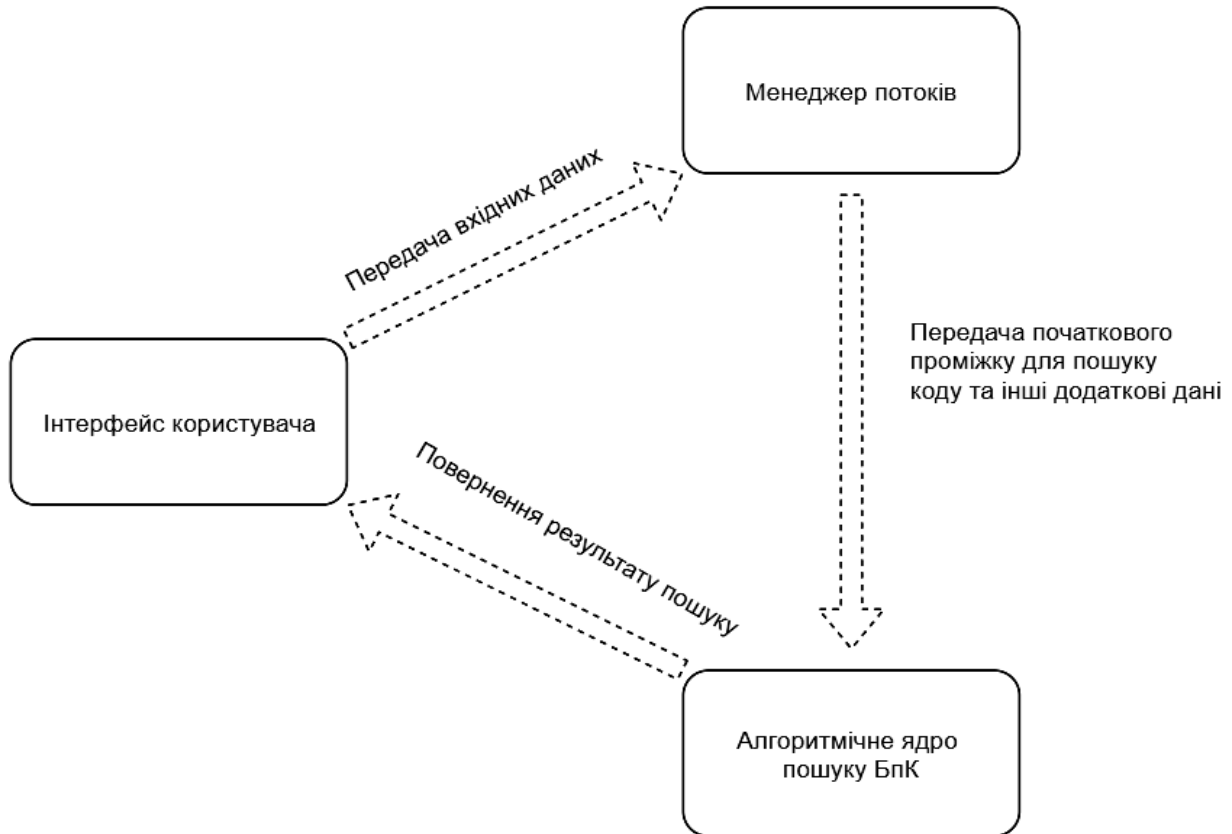 Менеджер потоків
Передача вхідних даних
Передача початкового
проміжку для пошуку
коду та інші додаткові дані
Інтерфейс користувача
Повернення результату пошуку
Алгоритмічне ядро
пошуку БпК